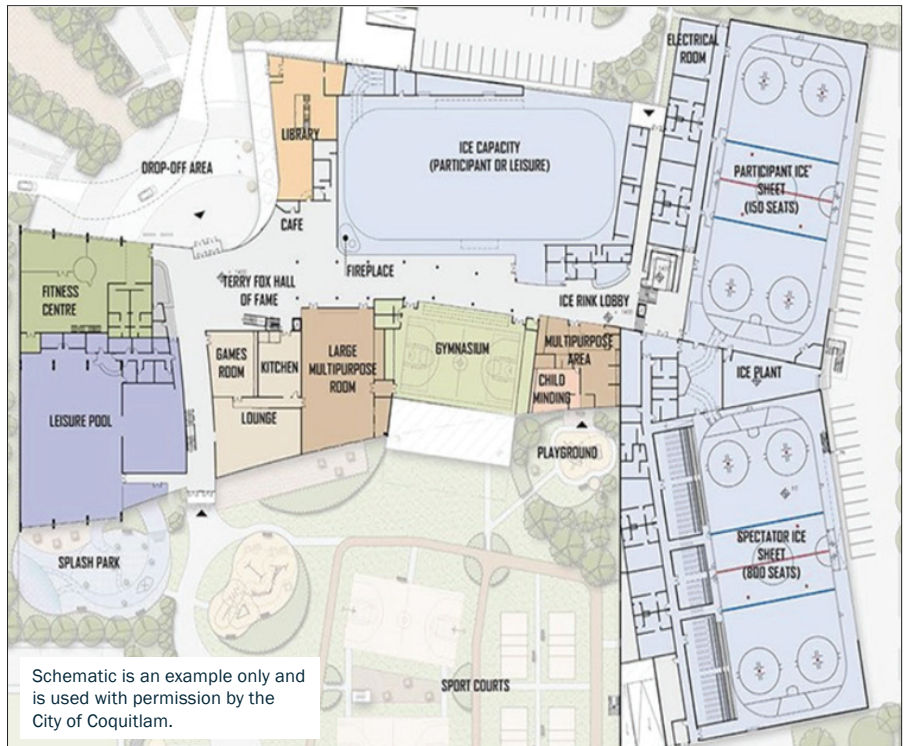 ELECTRICAL
ROOM
LIBRARY
ICE CAPACITY
(PARTICIPANT OR LEISURE)
DROP-OFF AREA
PARTICIPANT ICE
SHEET
(150 SEATS)
CAFE
FIREPLACE
TERRY FOX HALL
OF FAME
FITNESS
CENTRE
ICE RINK LOBBY
GAMES
ROOM
KITCHEN
LARGE
MULTIPURPOSE
ROOM
GYMNASIUM
MULTIPURPOSE
AREA
CHILD
MINDING
ICE PLANT
LEISURE POOL
LOUNGE
PLAYGROUND
SPLASH PARK
SPECTATOR ICE
SHEET
(800 SEATS)
SPORT COURTS
Schematic is an example only and
is used with permission by the
City of Coquitlam.